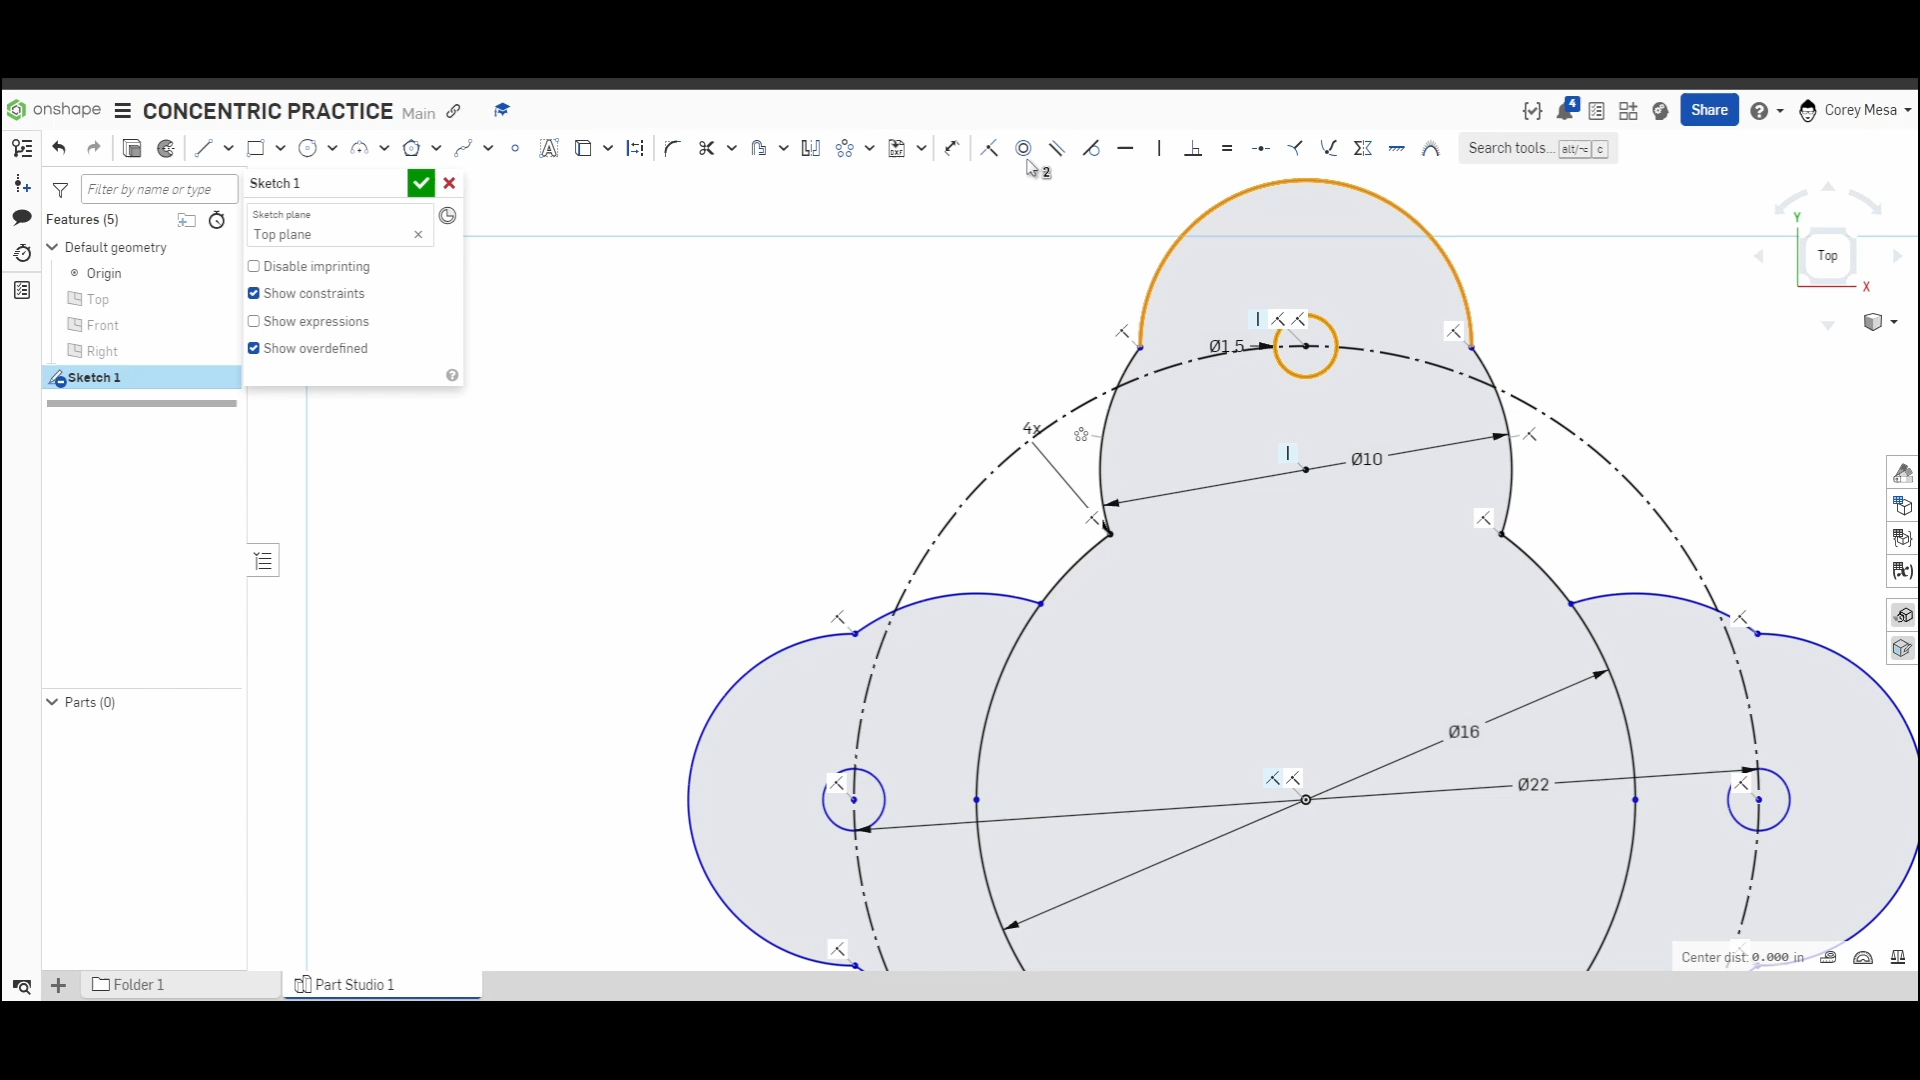 onshape CONCENTRIC PRACTICE Main
4 Share Corey Mesa
DXF Search tools... alt/⌥ c
2
Filter by name or type
Features (5)
Default geometry
Origin
Top
Front
Right
Sketch 1
Sketch 1
Sketch plane
Top plane
Disable imprinting
Show constraints
Show expressions
Show overdefined
Y
Top
X
Ø1.5
4x
Ø10
Ø16
Ø22
Parts (0)
Center dist: 0.000 in
Folder 1
Part Studio 1